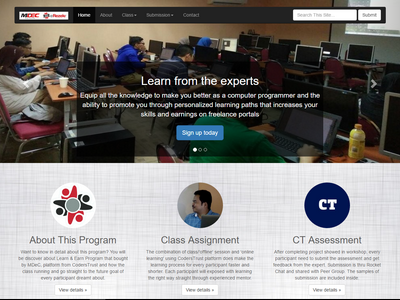 MDEC
Home About Class Submission Contact
Search This Site
Submit
Learn from the experts
Equip all the knowledge to make you better as a computer programmer and the
ability to promote you through personalized learning paths that increases your
skills and earnings on freelance portals
Sign up today
CT
About This Program
Want to know in detail about this program? You will
be discover about Learn & Earn Program that bought
by MDeC, platform from CodersTrust and how the
class running and go straight to the future goal of
every participant dreamt about.
View details »
Class Assignment
The combination of class/'offline' session and 'online
learning' using CodersTrust platform does make the
learning process for every participant faster and
shorter. Each participant will exposed with learning
the right way straight through experienced mentor.
View details »
CT Assessment
After completing project showed in workshop, every
participant need to submit the assessment and get
feedback from the expert. Submission is thru Rocket
Chat and shared with Peer Group. The samples of
submission are included inside.
View details »